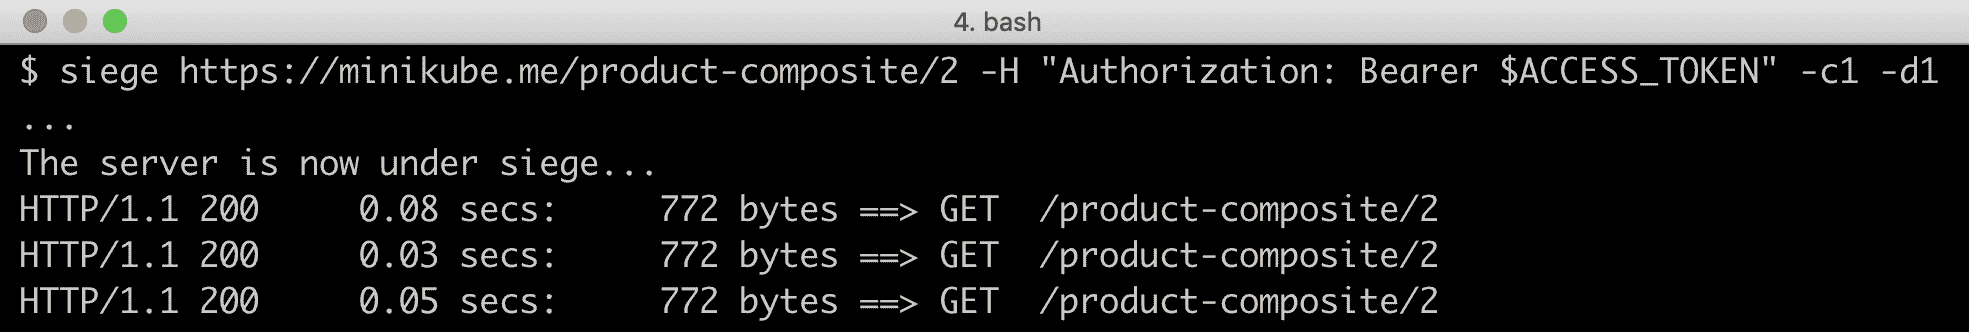 4. bash
$ siege https://minikube.me/product-composite/2 -H "Authorization: Bearer $ACCESS_TOKEN" -c1 -d1
...
The server is now under siege...
HTTP/1.1 200     0.08 secs:     772 bytes ==> GET  /product-composite/2
HTTP/1.1 200     0.03 secs:     772 bytes ==> GET  /product-composite/2
HTTP/1.1 200     0.05 secs:     772 bytes ==> GET  /product-composite/2